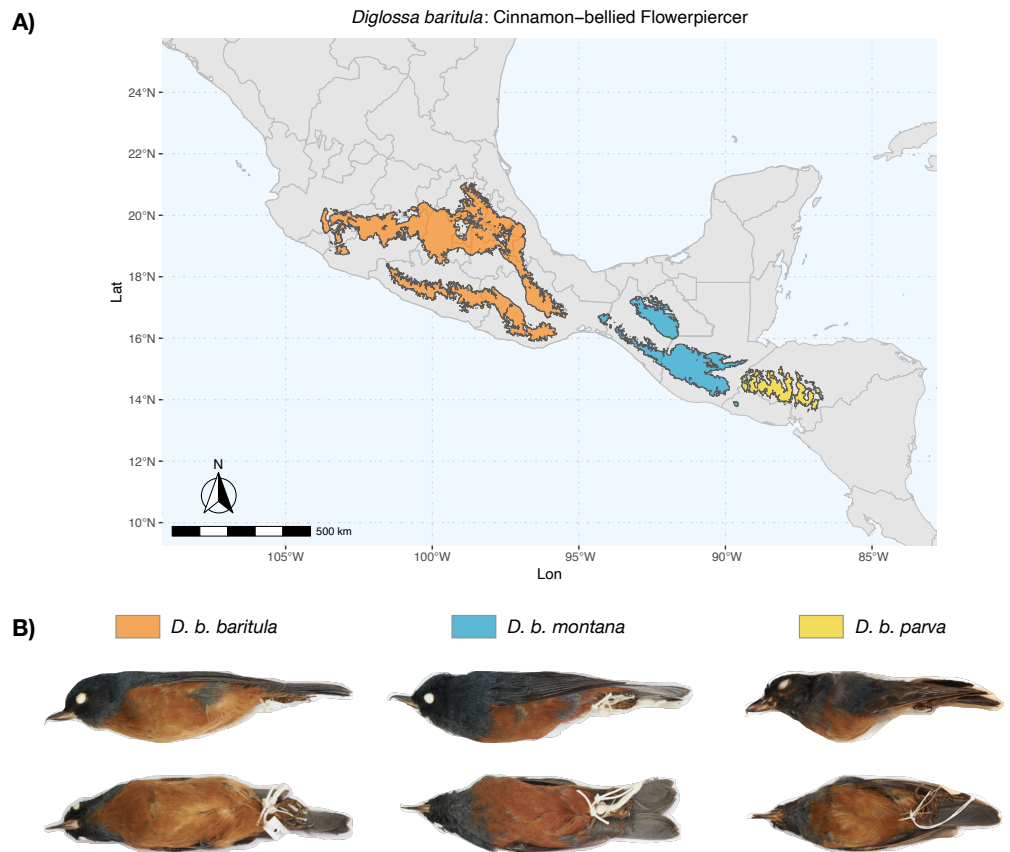 A)
Diglossa baritula: Cinnamon−bellied Flowerpiercer
Lat
24°N
22°N
20°N
18°N
16°N
14°N
12°N
10°N
N
500 km
105°W 100°W 95°W 90°W 85°W
Lon
B)
D. b. baritula D. b. montana D. b. parva